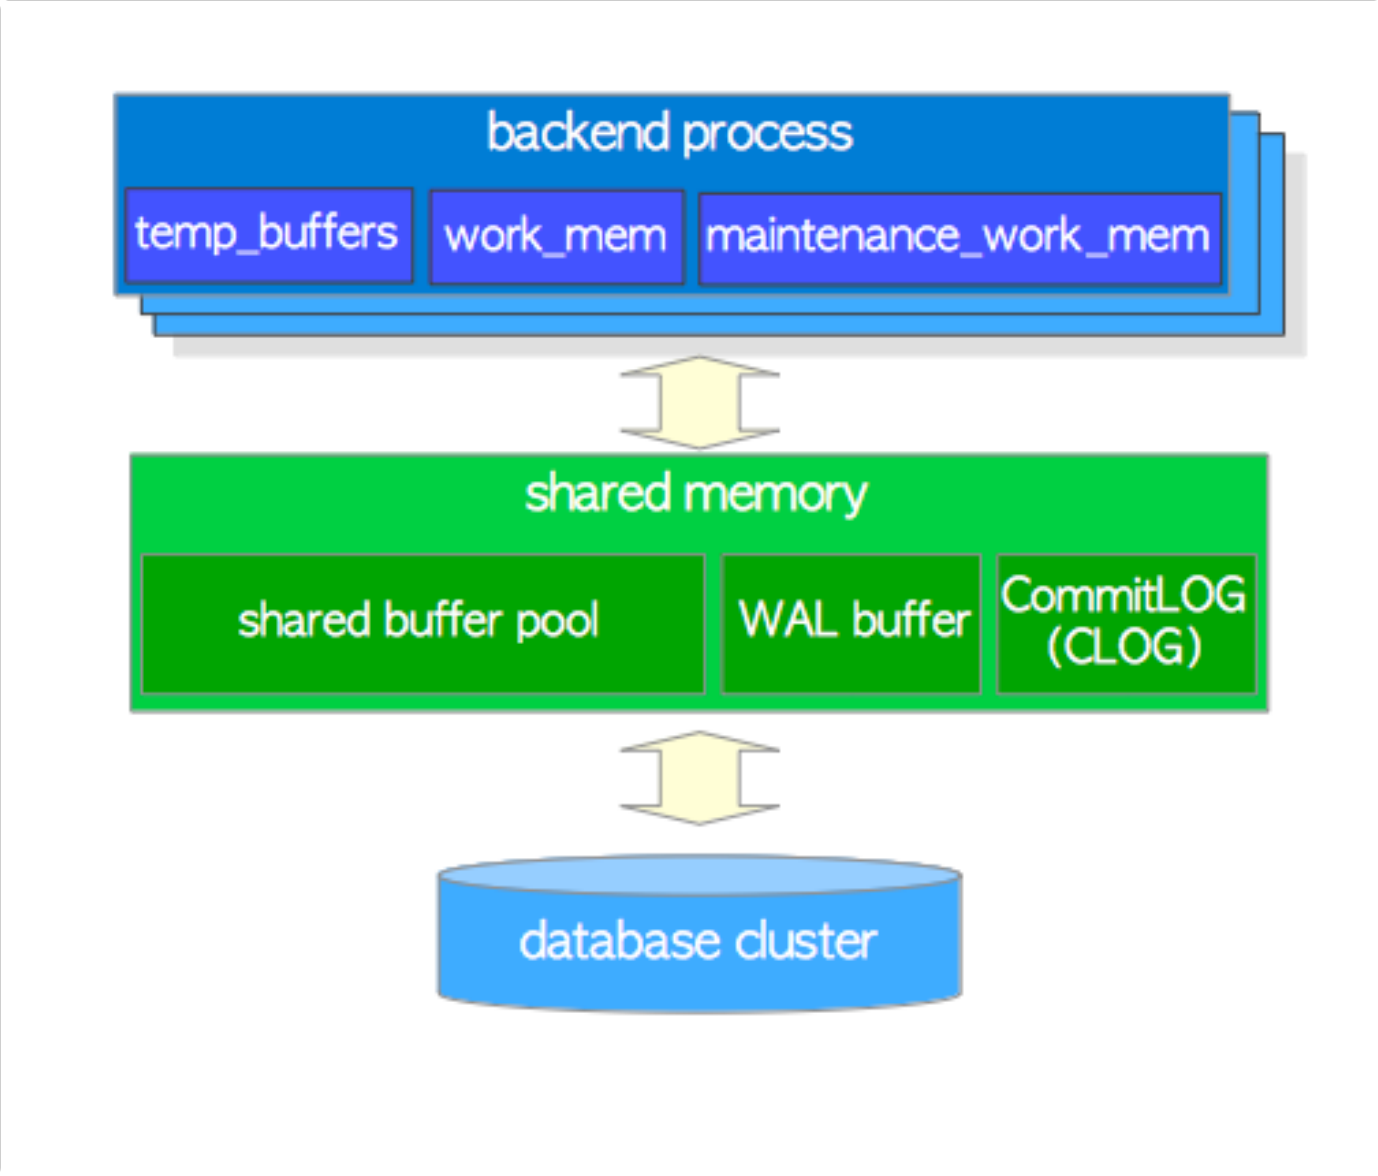 backend process
temp_buffers work_mem maintenance_work_mem
shared memory
shared buffer pool WAL buffer CommitLOG
(CLOG)
database cluster